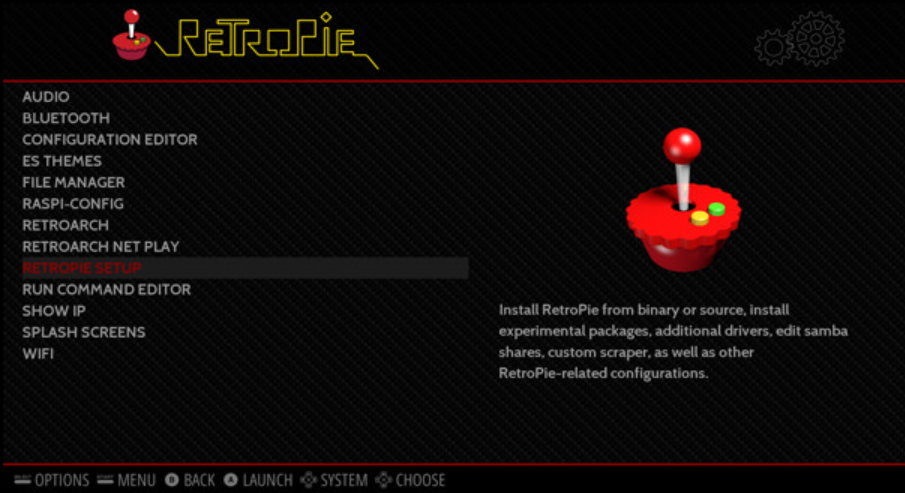 RETROPIE
AUDIO
BLUETOOTH
CONFIGURATION EDITOR
ES THEMES
FILE MANAGER
RASPI-CONFIG
RETROARCH
RETROARCH NET PLAY
RETROPIE SETUP
RUN COMMAND EDITOR
SHOW IP
SPLASH SCREENS
WIFI
Install RetroPie from binary or source, install
experimental packages, additional drivers, edit samba
shares, custom scraper, as well as other
RetroPie-related configurations.
OPTIONS MENU B BACK A LAUNCH SYSTEM CHOOSE